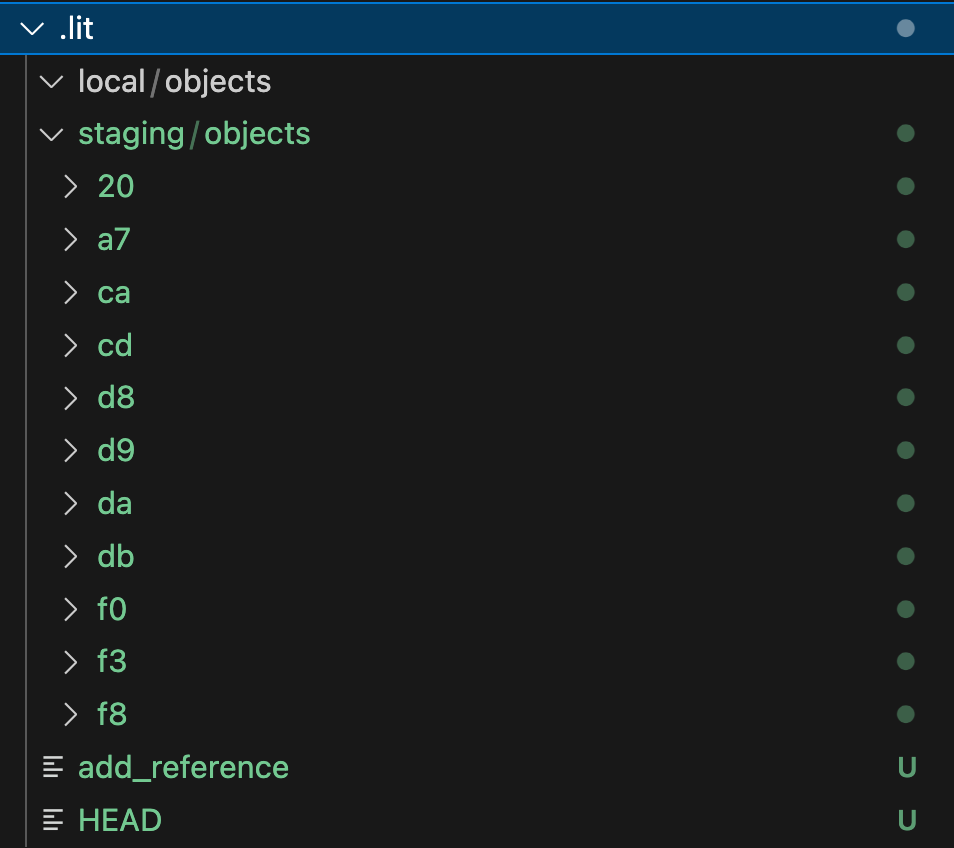 .lit
local/objects
staging/objects
20
a7
ca
cd
d8
d9
da
db
f0
f3
f8
add_reference U
HEAD U